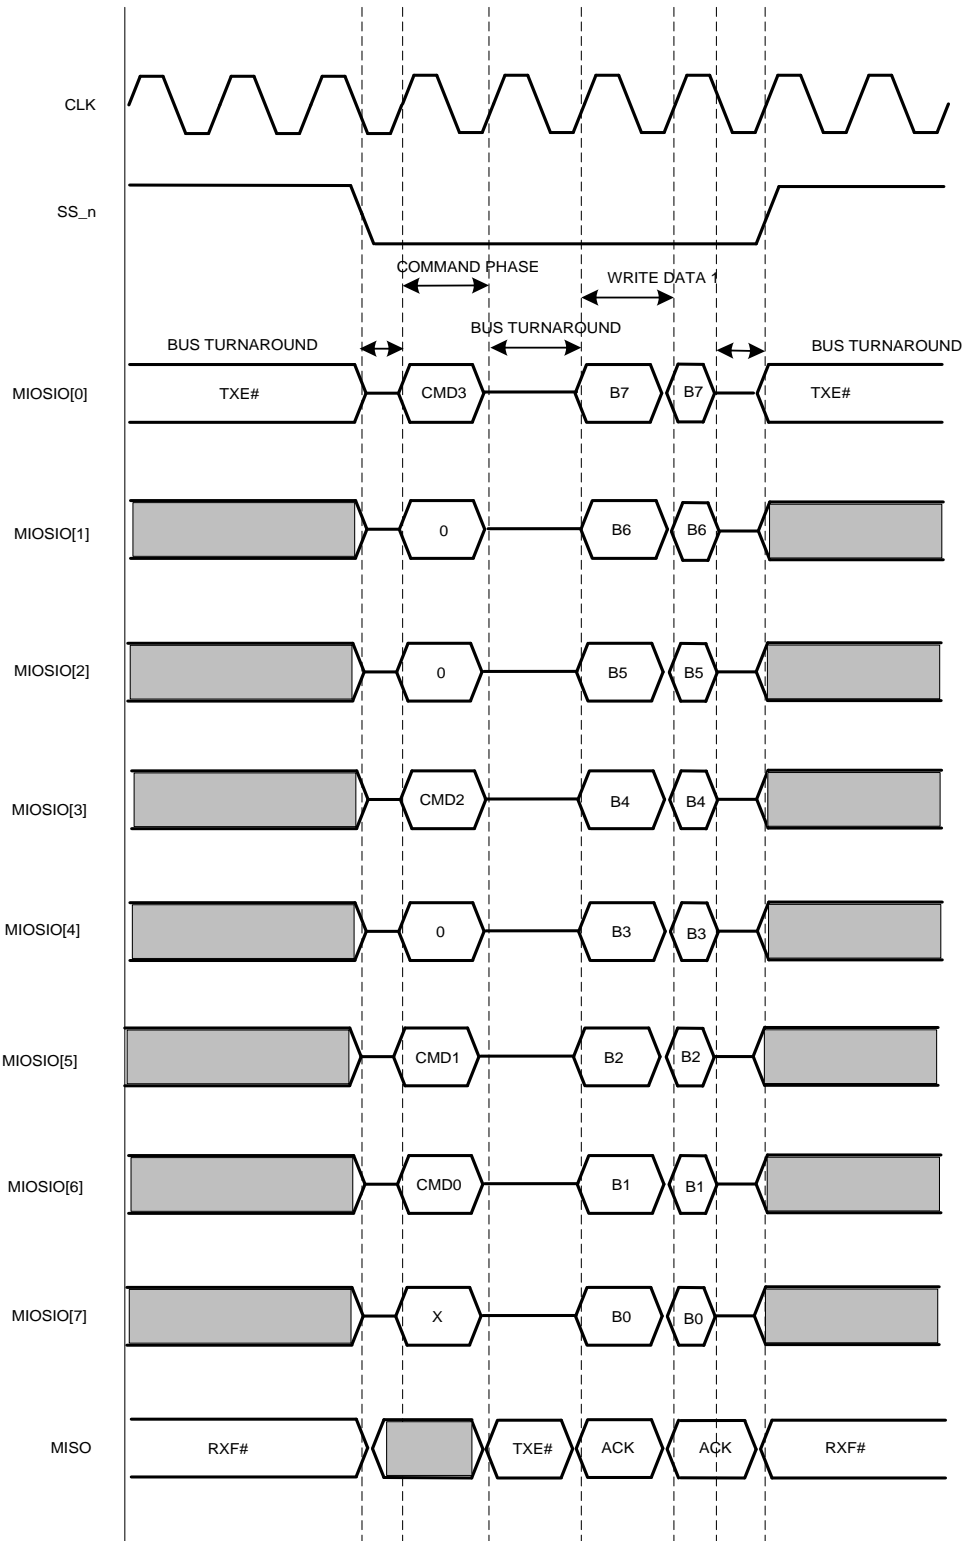 CLK
SS_n
COMMAND PHASE
WRITE DATA 1
BUS TURNAROUND
BUS TURNAROUND
BUS TURNAROUND
MIOSIO[0] TXE# CMD3 B7 B7 TXE#
MIOSIO[1] 0 B6 B6
MIOSIO[2] 0 B5 B5
MIOSIO[3] CMD2 B4 B4
MIOSIO[4] 0 B3 B3
MIOSIO[5] CMD1 B2 B2
MIOSIO[6] CMD0 B1 B1
MIOSIO[7] X B0 B0
MISO RXF# TXE# ACK ACK RXF#